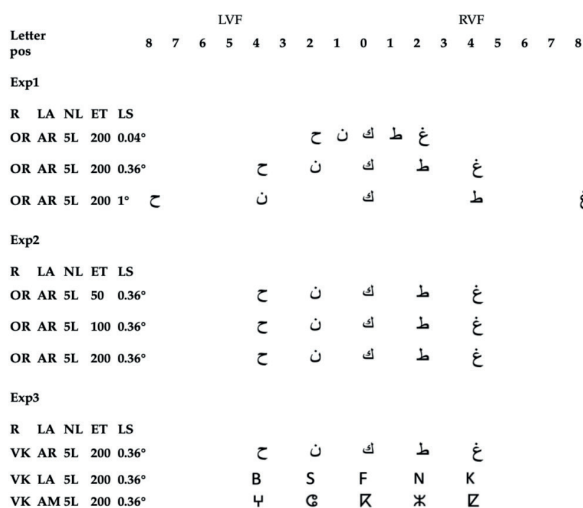 LVF RVF
Letter pos 8 7 6 5 4 3 2 1 0 1 2 3 4 5 6 7 8
Exp1
R LA NL ET LS
OR AR 5L 200 0.04° ح ن ك ط غ
OR AR 5L 200 0.36° ح ن ك ط غ
OR AR 5L 200 1° ح ن ك ط غ
Exp2
R LA NL ET LS
OR AR 5L 50 0.36° ح ن ك ط غ
OR AR 5L 100 0.36° ح ن ك ط غ
OR AR 5L 200 0.36° ح ن ك ط غ
Exp3
R LA NL ET LS
VK AR 5L 200 0.36° ح ن ك ط غ
VK LA 5L 200 0.36° B S F N K
VK AM 5L 200 0.36°